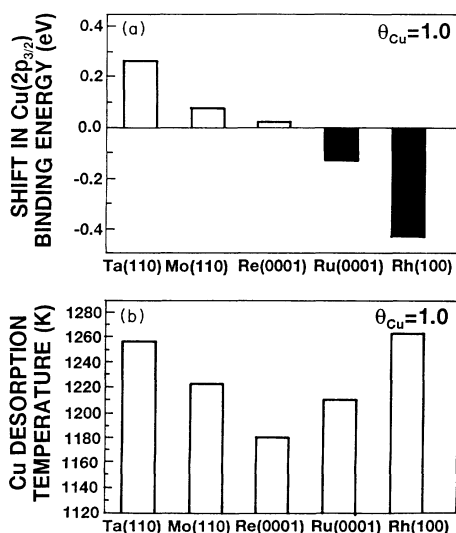 (a)
θCu=1.0
SHIFT IN Cu(2p3/2)
BINDING ENERGY (eV)
0.4
0.2
0.0
-0.2
-0.4
Ta(110) Mo(110) Re(0001) Ru(0001) Rh(100)
(b)
θCu=1.0
Cu DESORPTION
TEMPERATURE (K)
1280
1260
1240
1220
1210
1180
1160
1140
1120
Ta(110) Mo(110) Re(0001) Ru(0001) Rh(100)